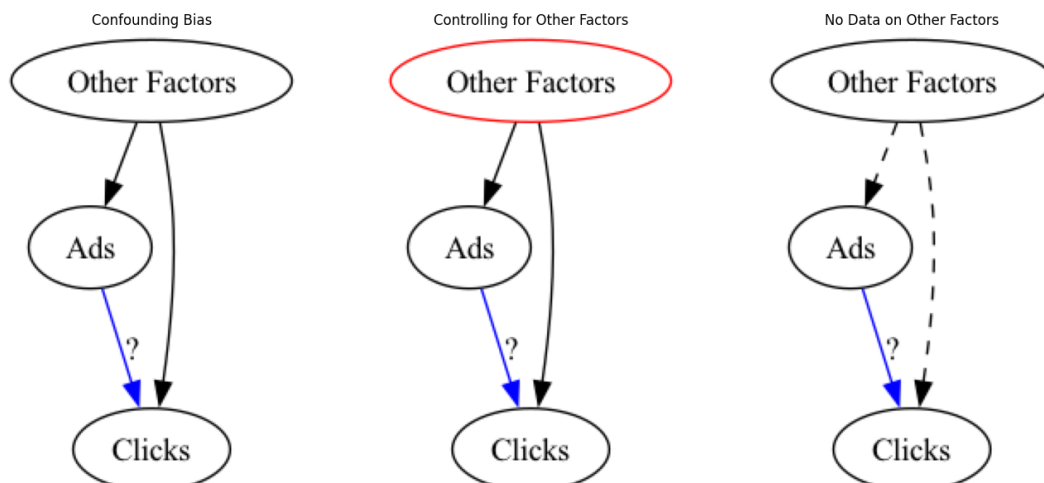 Confounding Bias
Other Factors
Ads
?
Clicks
Controlling for Other Factors
Other Factors
Ads
?
Clicks
No Data on Other Factors
Other Factors
Ads
?
Clicks